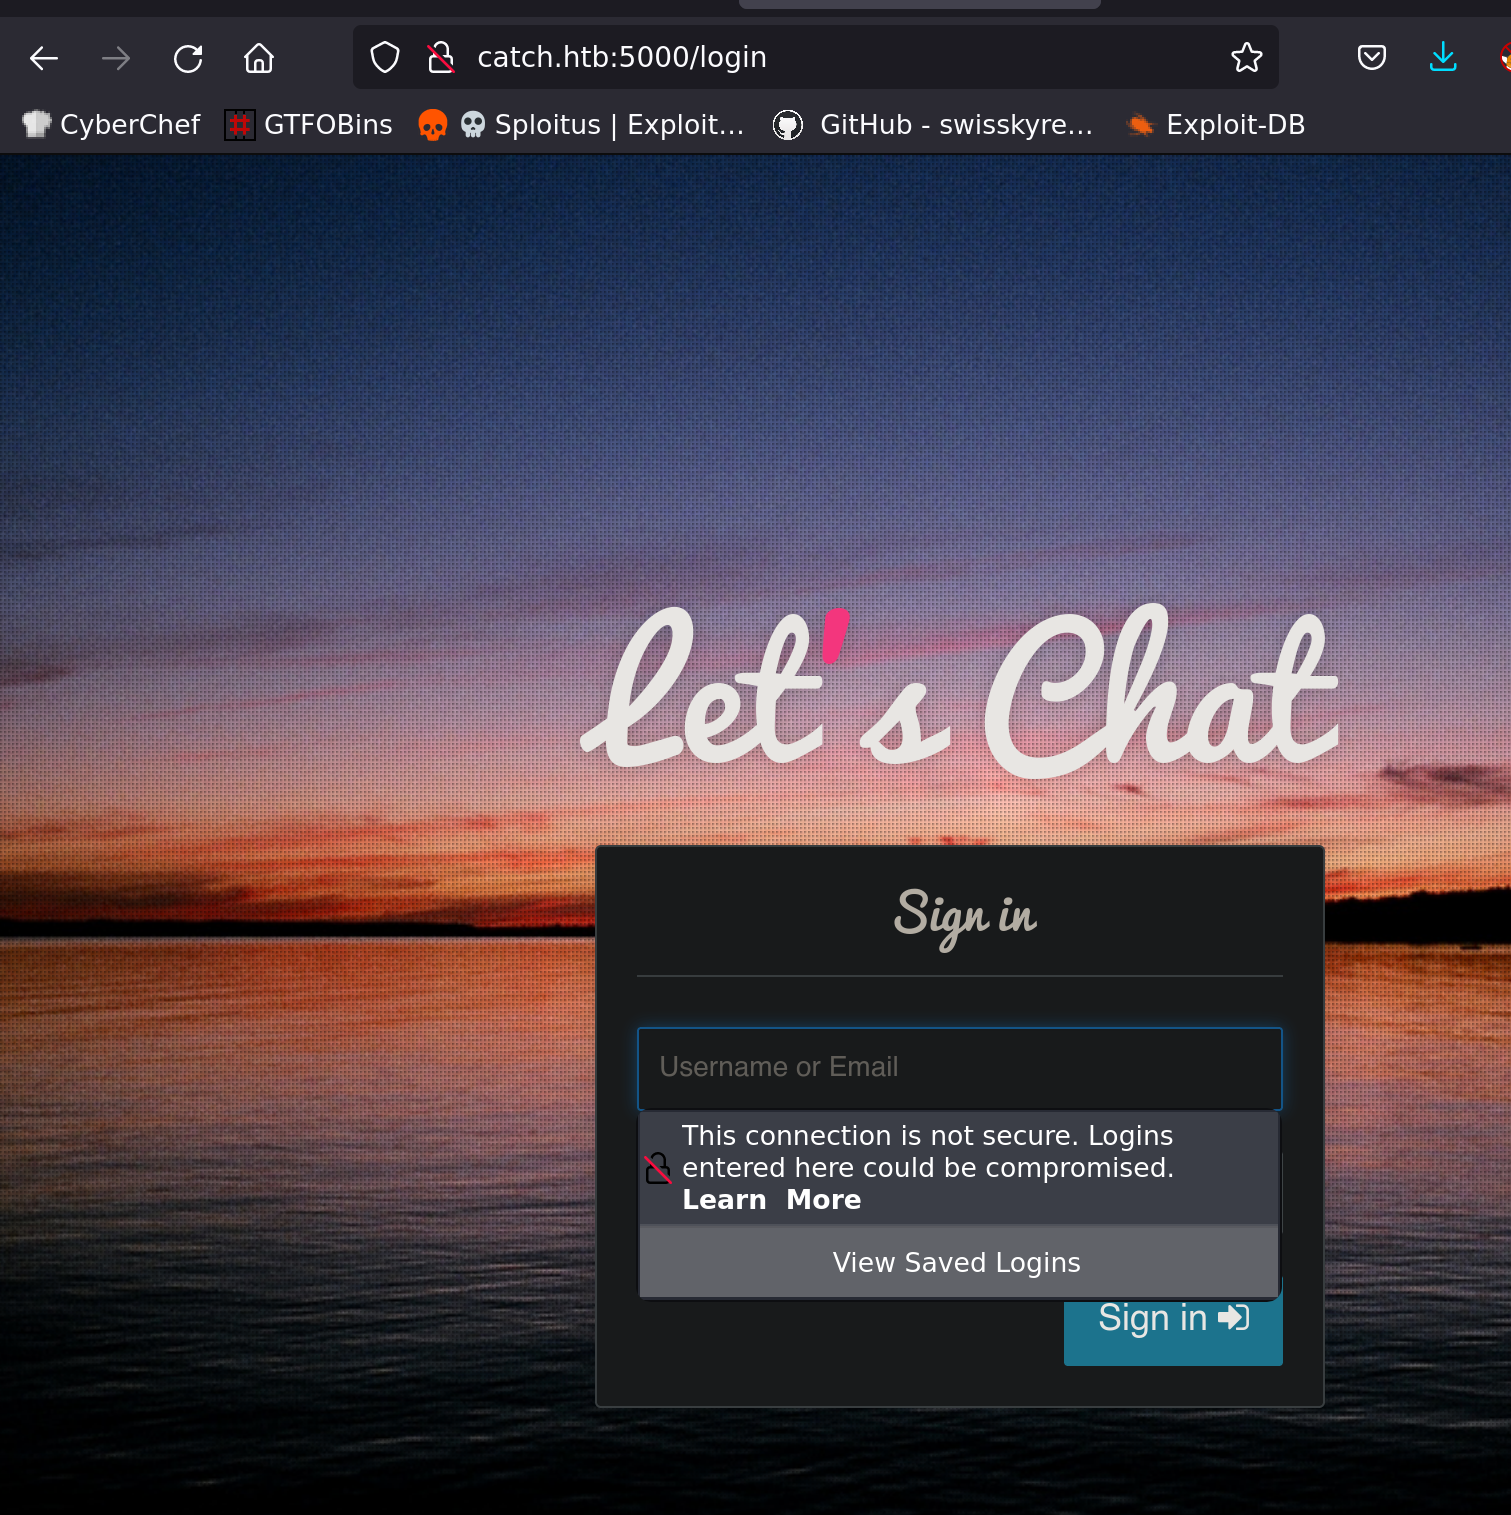 catch.htb:5000/login
CyberChef GTFOBins Sploitus | Exploit... GitHub - swisskyre... Exploit-DB
Let's Chat
Sign in
Username or Email
This connection is not secure. Logins
entered here could be compromised.
Learn More
View Saved Logins
Sign in